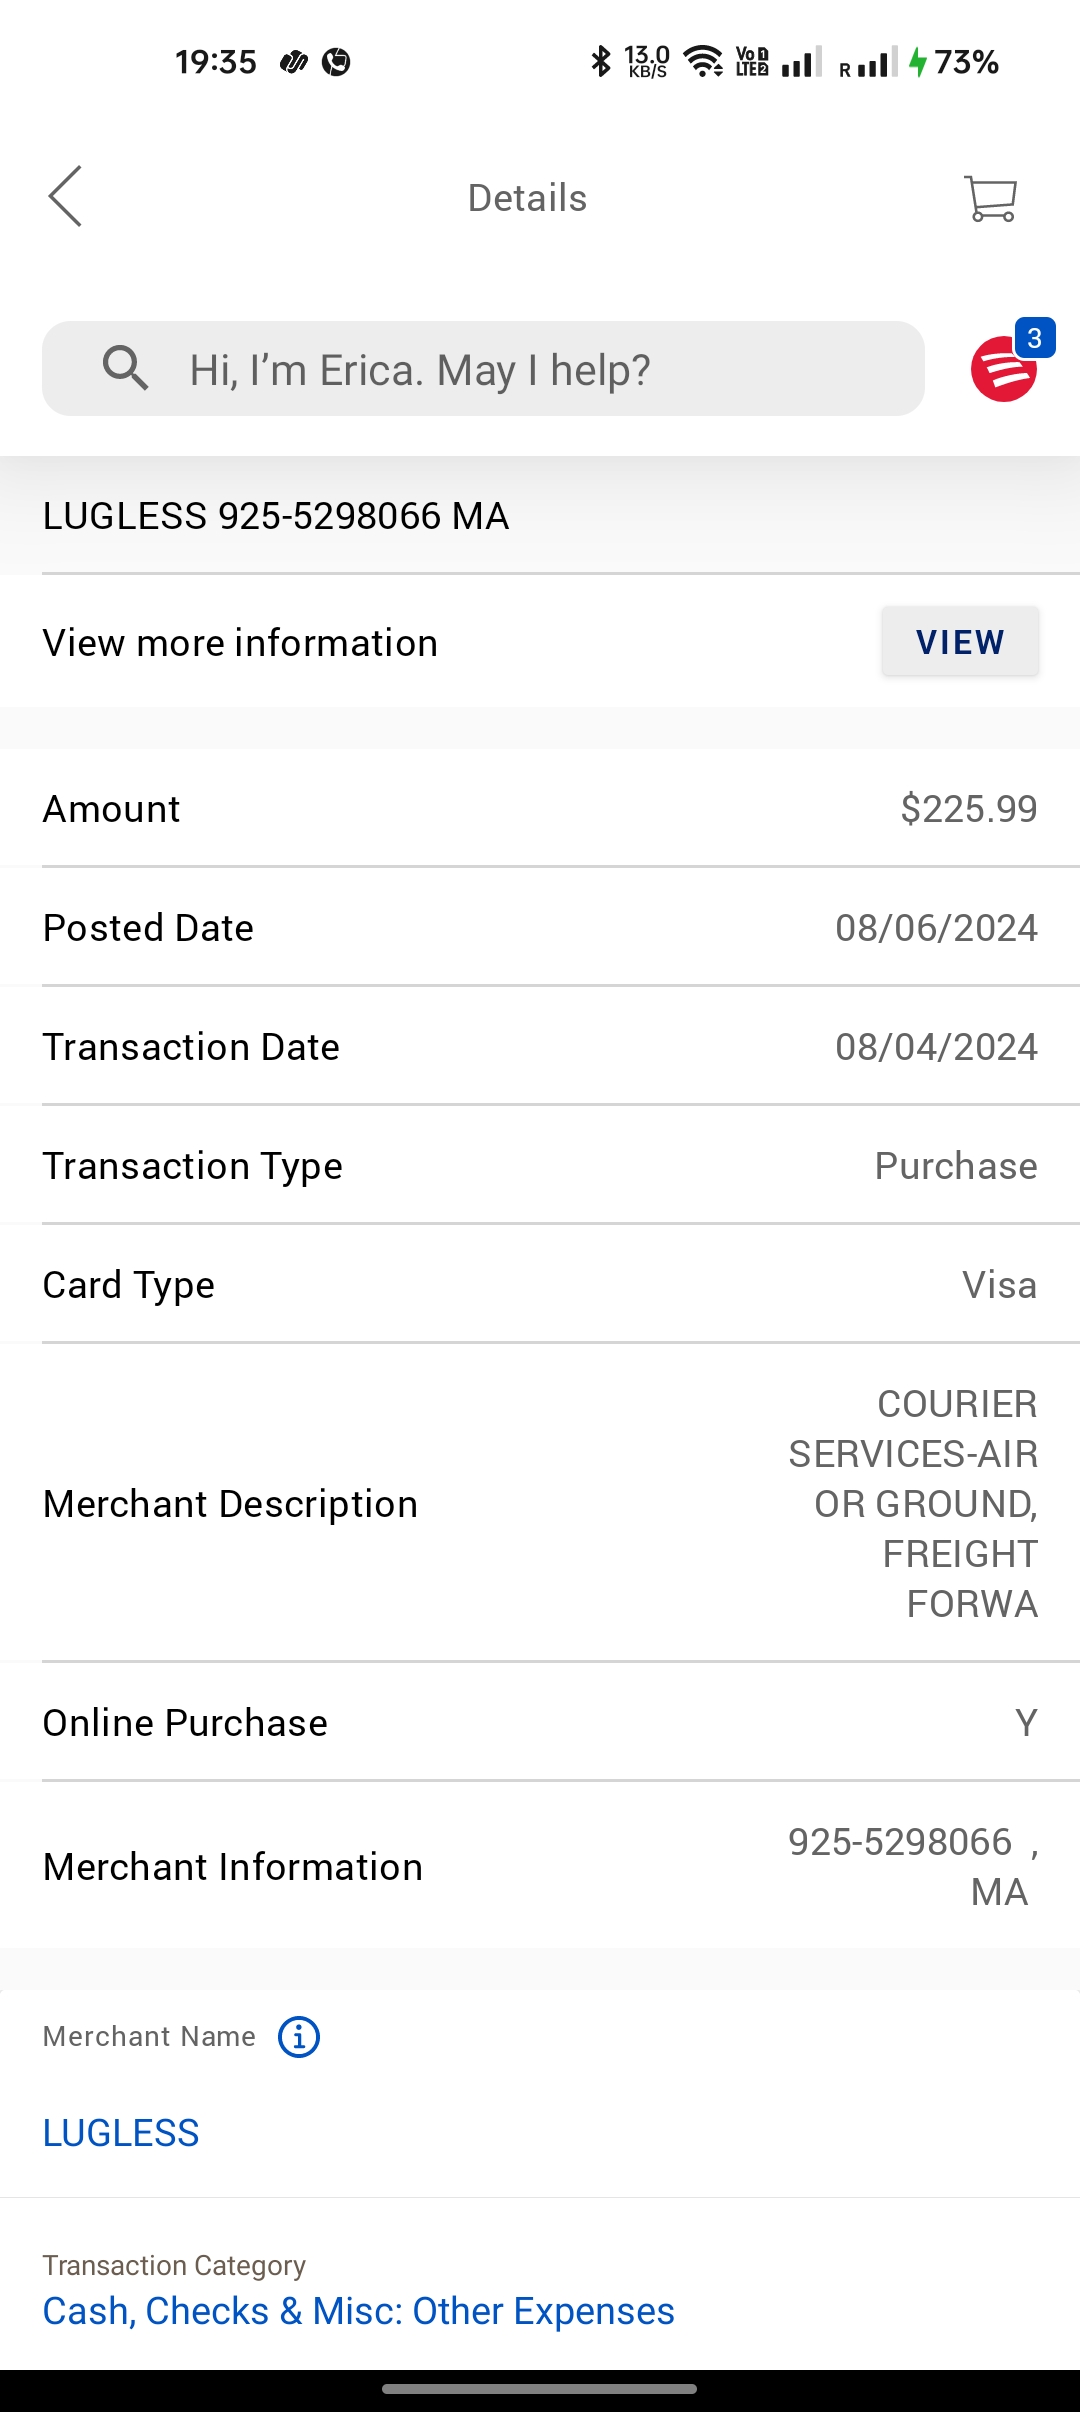 19:35 13.0 KB/S Vo LTE 1 2 R 73%
Details
Hi, I’m Erica. May I help?
3
LUGLESS 925-5298066 MA
View more information VIEW
Amount $225.99
Posted Date 08/06/2024
Transaction Date 08/04/2024
Transaction Type Purchase
Card Type Visa
Merchant Description COURIER
SERVICES-AIR
OR GROUND,
FREIGHT
FORWA
Online Purchase Y
Merchant Information 925-5298066 ,
MA
Merchant Name
LUGLESS
Transaction Category
Cash, Checks & Misc: Other Expenses